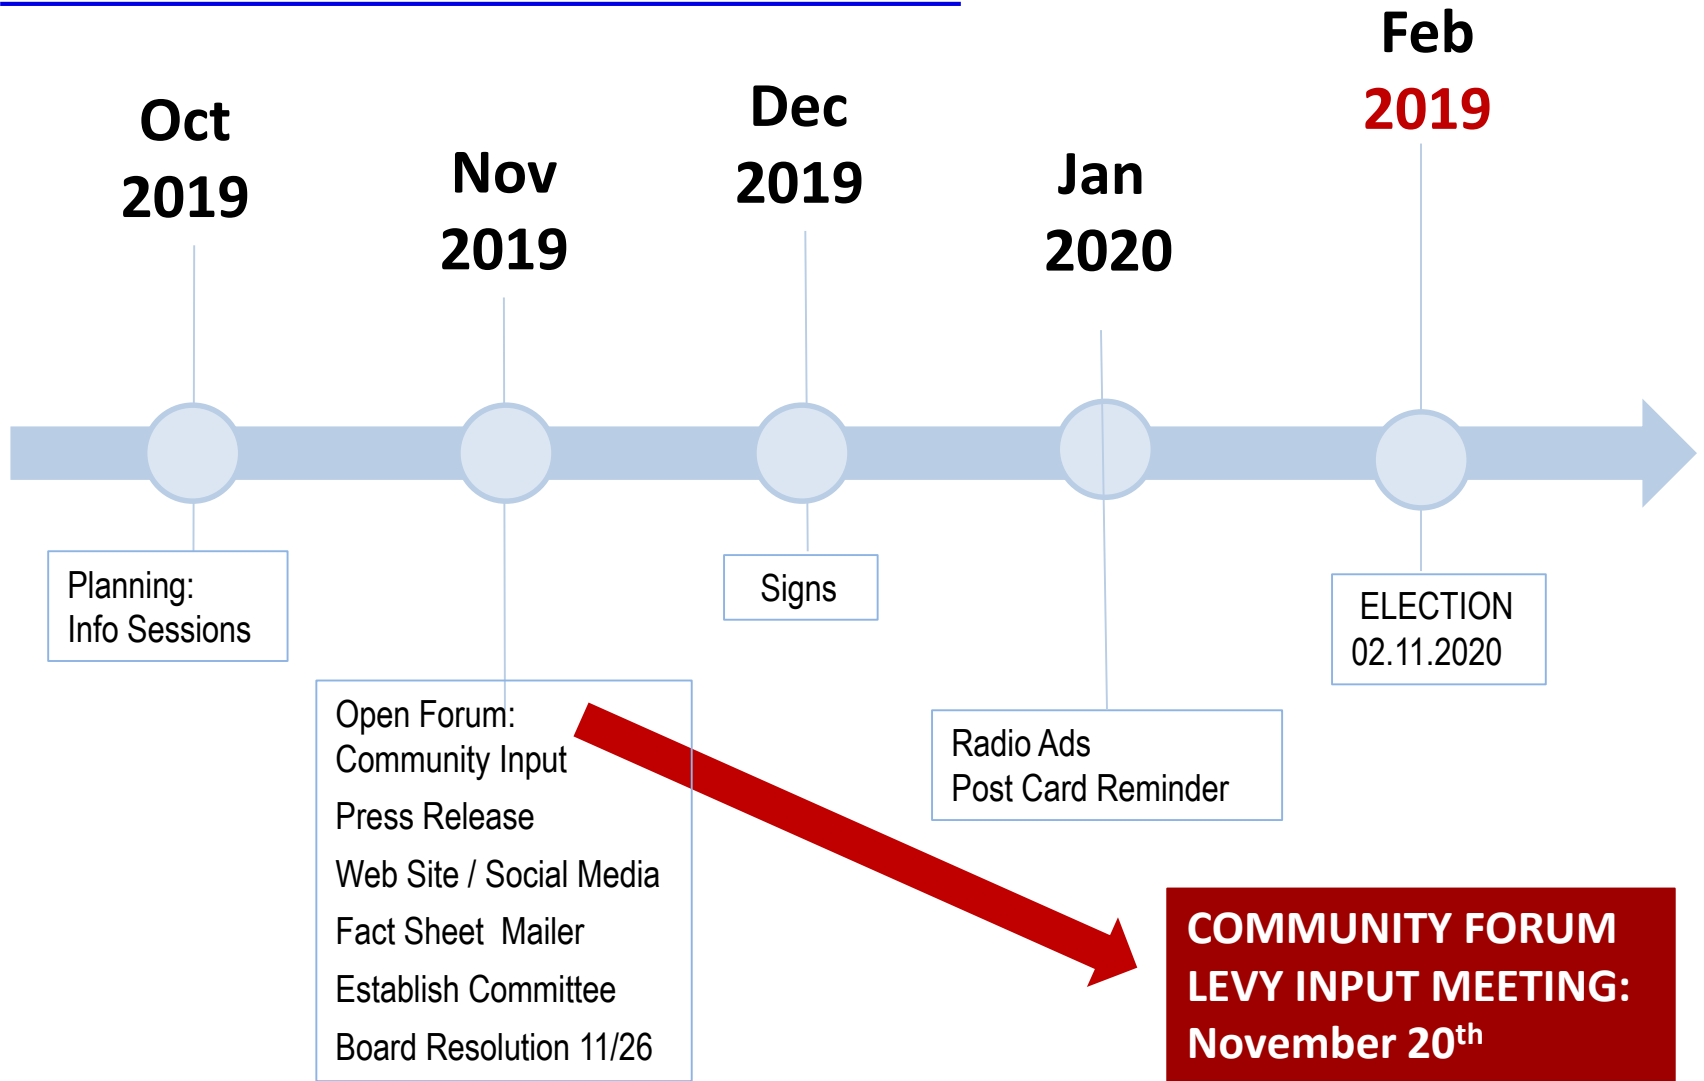 Oct
2019
Nov
2019
Dec
2019
Jan
2020
Feb
2019
Planning:
Info Sessions
Open Forum:
Community Input
Press Release
Web Site / Social Media
Fact Sheet  Mailer
Establish Committee
Board Resolution 11/26
Signs
Radio Ads
Post Card Reminder
ELECTION
02.11.2020
COMMUNITY FORUM
LEVY INPUT MEETING:
November 20th